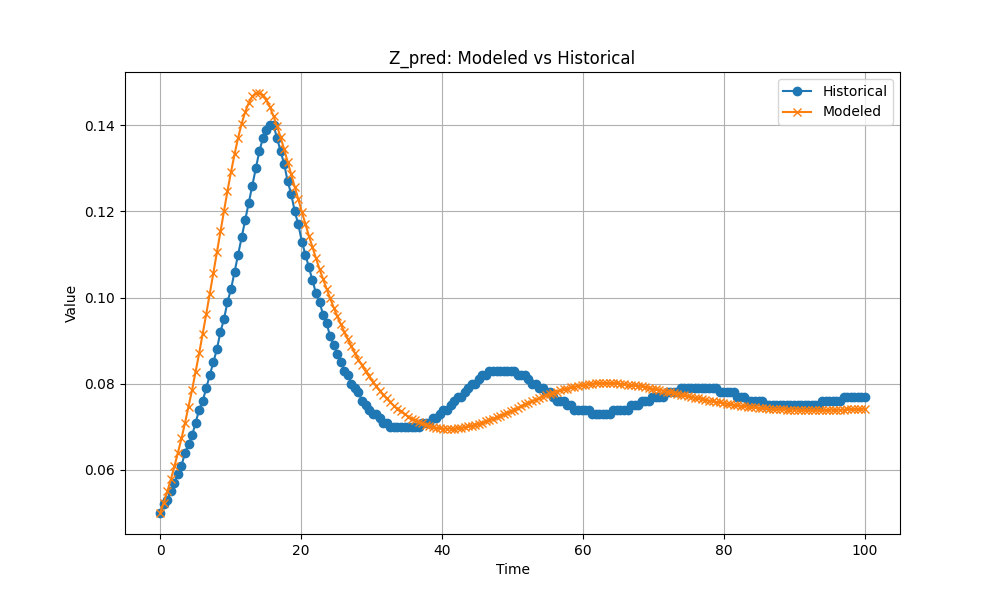 Z_pred: Modeled vs Historical
Historical
Modeled
0.14
0.12
0.10
0.08
0.06
Value
0 20 40 60 80 100
Time